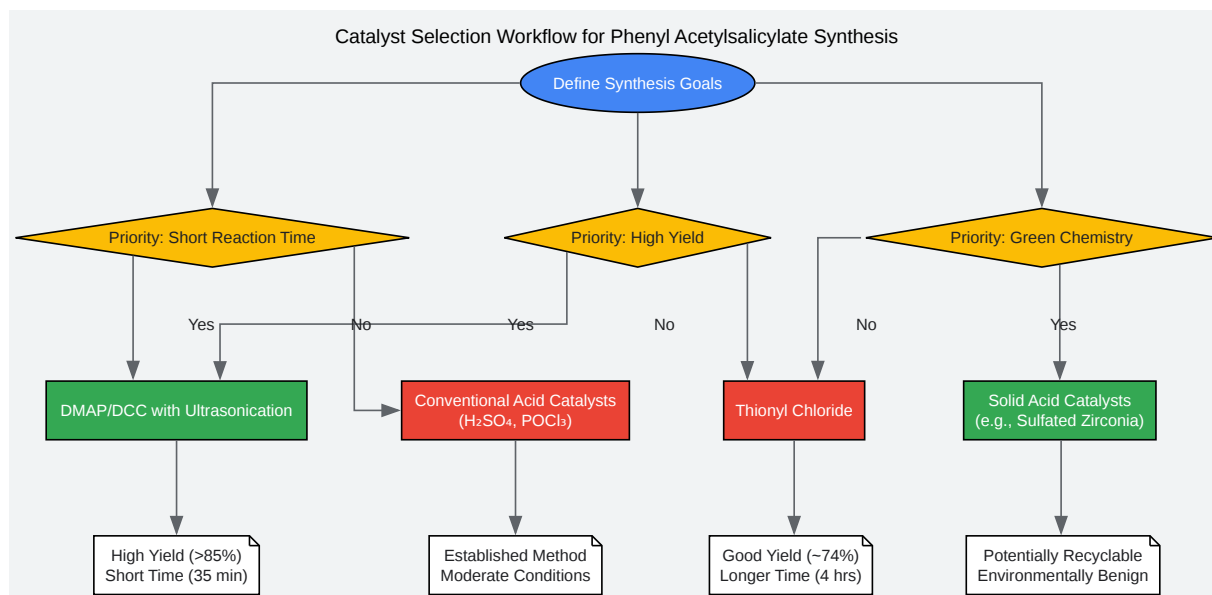 Catalyst Selection Workflow for Phenyl Acetylsalicylate Synthesis
Define Synthesis Goals
Priority: Short Reaction Time
Priority: High Yield
Priority: Green Chemistry
Yes
No
Yes
No
No
Yes
DMAP/DCC with Ultrasonication
Conventional Acid Catalysts
(H₂SO₄, POCl₃)
Thionyl Chloride
Solid Acid Catalysts
(e.g., Sulfated Zirconia)
High Yield (>85%)
Short Time (35 min)
Established Method
Moderate Conditions
Good Yield (~74%)
Longer Time (4 hrs)
Potentially Recyclable
Environmentally Benign